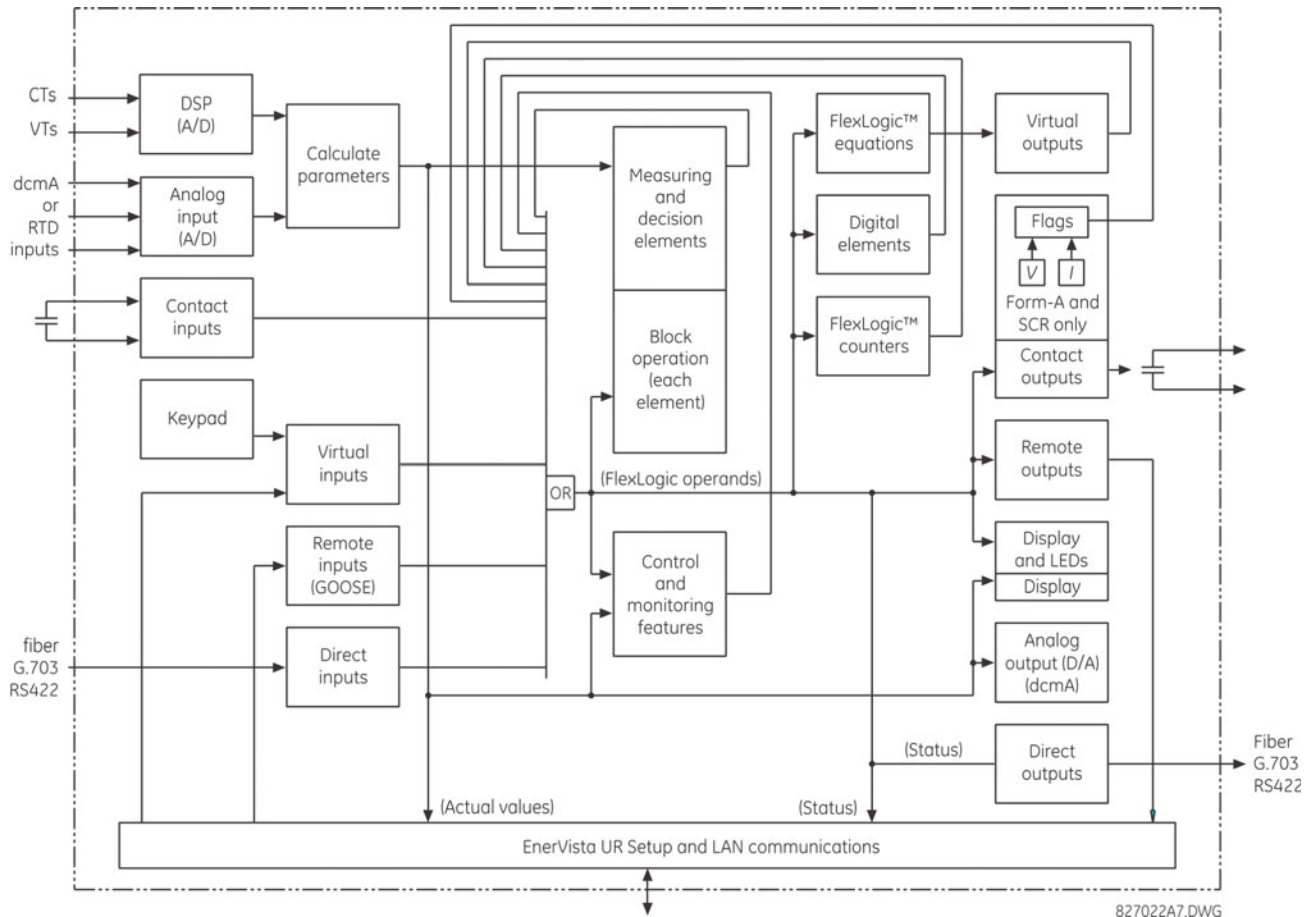 CTs
VTs
DSP
(A/D)
dcmA
or
RTD
inputs
Analog
input
(A/D)
Calculate
parameters
Contact
inputs
Keypad
Virtual
inputs
Remote
inputs
(GOOSE)
fiber
G.703
RS422
Direct
inputs
Measuring
and
decision
elements
Block
operation
(each
element)
OR
(FlexLogic operands)
Control
and
monitoring
features
FlexLogic™
equations
Digital
elements
FlexLogic™
counters
Virtual
outputs
Flags
V
I
Form-A and
SCR only
Contact
outputs
Remote
outputs
Display
and LEDs
Display
Analog
output (D/A)
(dcmA)
(Status)
Direct
outputs
Fiber
G.703
RS422
(Actual values)
(Status)
EnerVista UR Setup and LAN communications
827022A7.DWG